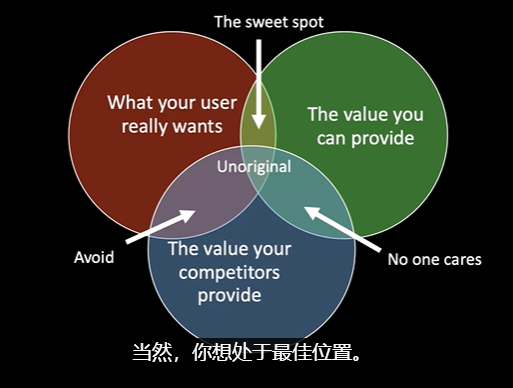 The sweet spot
What your user
really wants
The value you
can provide
Unoriginal
Avoid
No one cares
The value your
competitors
provide
当然，你想处于最佳位置。